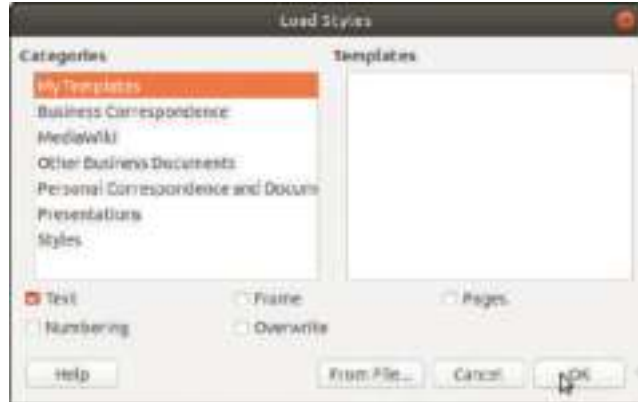 Load Styles
Categories
Templates
My Templates
Business Correspondence
MediaWiki
Other Business Documents
Personal Correspondence and Docum
Presentations
Styles
Text
Frame
Pages
Numbering
Overwrite
Help
From File...
Cancel
OK